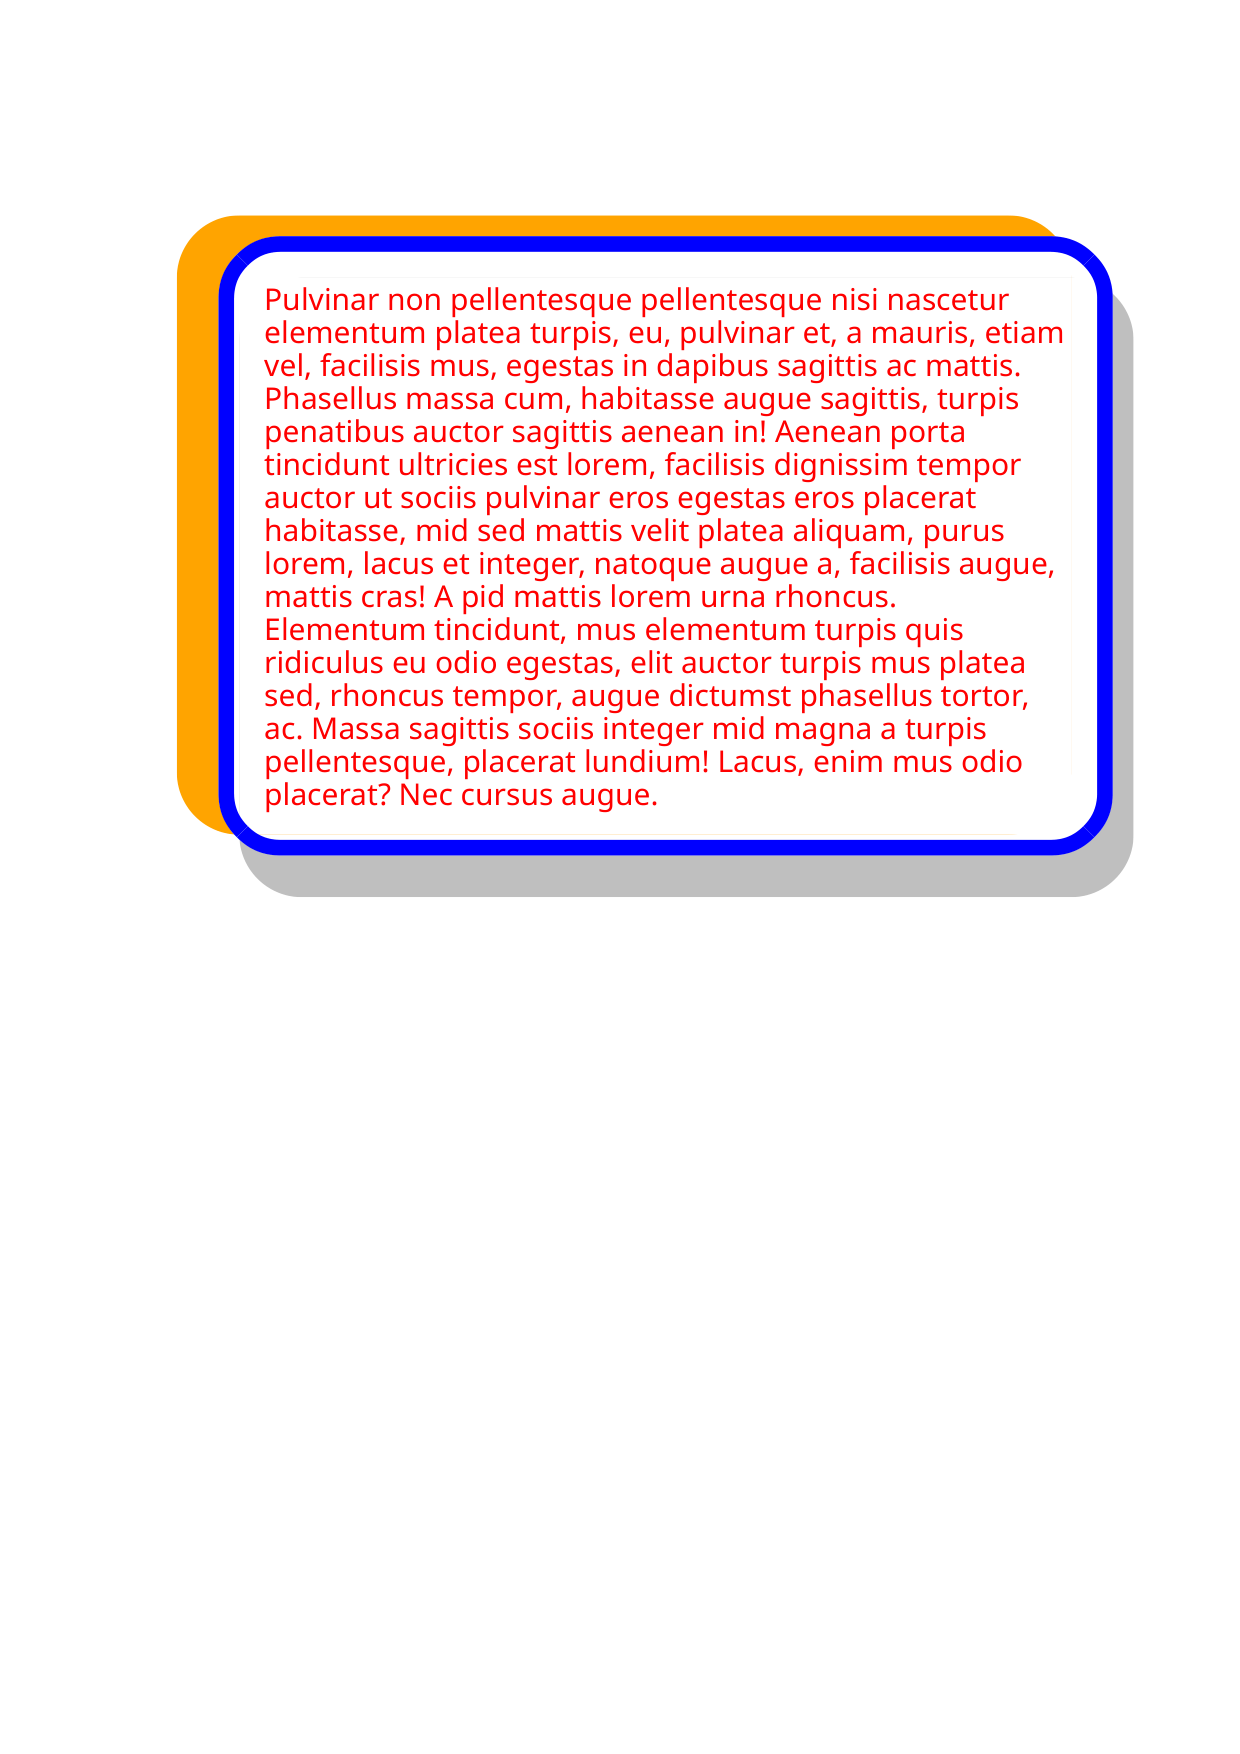 Pulvinar non pellentesque pellentesque nisi nascetur
elementum platea turpis, eu, pulvinar et, a mauris, etiam
vel, facilisis mus, egestas in dapibus sagittis ac mattis.
Phasellus massa cum, habitasse augue sagittis, turpis
penatibus auctor sagittis aenean in! Aenean porta
tincidunt ultricies est lorem, facilisis dignissim tempor
auctor ut sociis pulvinar eros egestas eros placerat
habitasse, mid sed mattis velit platea aliquam, purus
lorem, lacus et integer, natoque augue a, facilisis augue,
mattis cras! A pid mattis lorem urna rhoncus.
Elementum tincidunt, mus elementum turpis quis
ridiculus eu odio egestas, elit auctor turpis mus platea
sed, rhoncus tempor, augue dictumst phasellus tortor,
ac. Massa sagittis sociis integer mid magna a turpis
pellentesque, placerat lundium! Lacus, enim mus odio
placerat? Nec cursus augue.